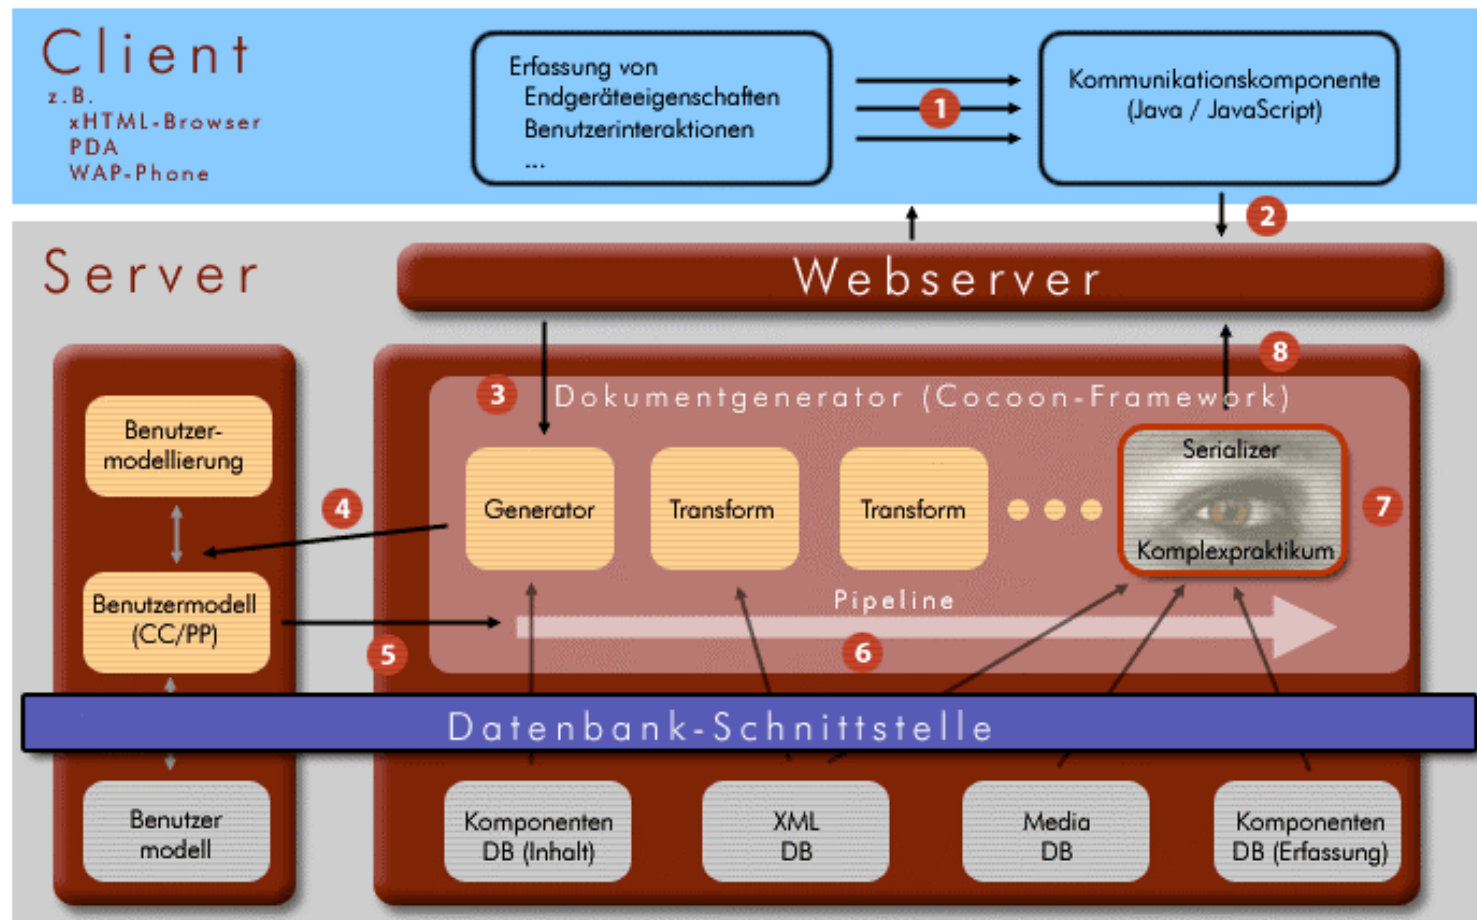 Client
z.B.
xHTML-Browser
PDA
WAP-Phone
Erfassung von
Endgeräteeigenschaften
Benutzerinteraktionen
...
1
Kommunikationskomponente
(Java / JavaScript)
2
Server
Webserver
8
3
Dokumentgenerator (Cocoon-Framework)
Benutzer-
modellierung
4
Generator
Transform
Transform
Serializer
Komplexpraktikum
7
Benutzermodell
(CC/PP)
5
Pipeline
6
Datenbank-Schnittstelle
Benutzer
modell
Komponenten
DB (Inhalt)
XML
DB
Media
DB
Komponenten
DB (Erfassung)